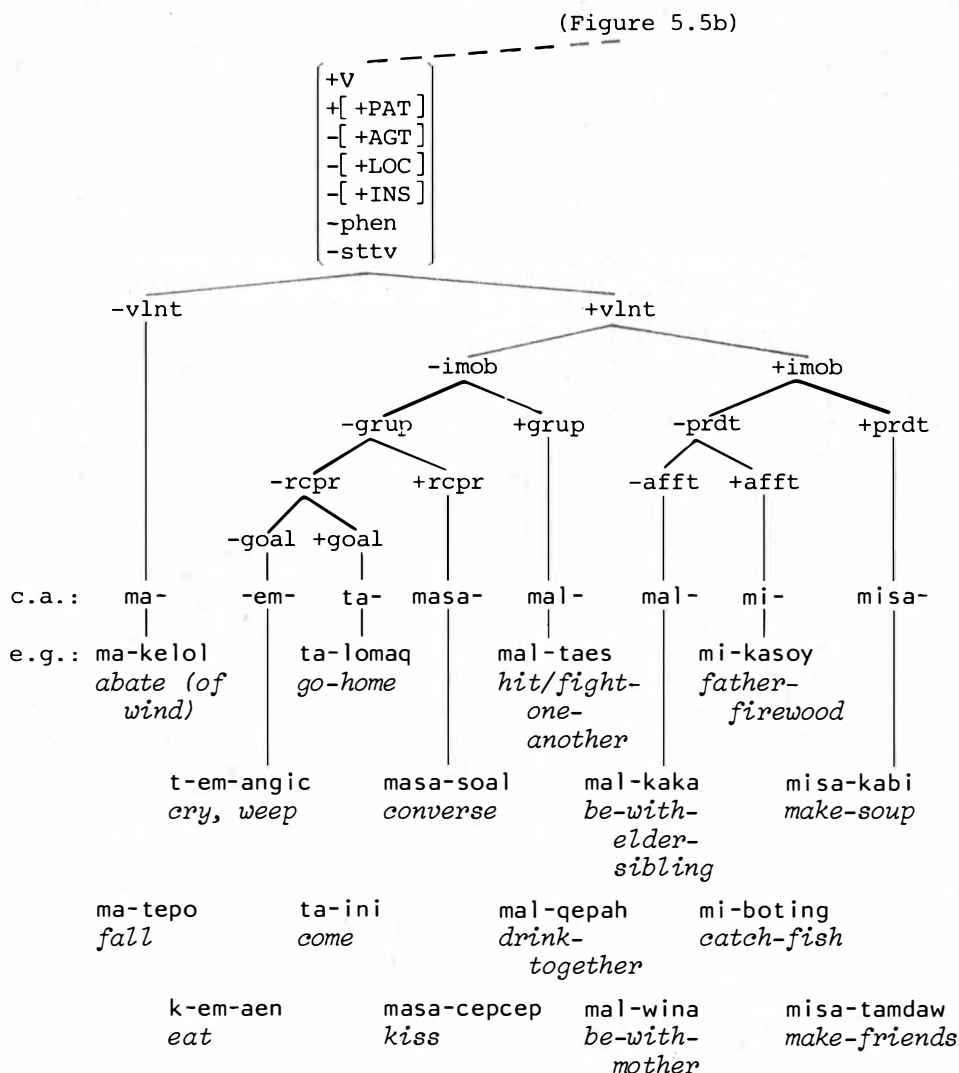 (Figure 5.5b)
+V
+[ +PAT ]
-[ +AGT ]
-[ +LOC ]
-[ +INS ]
-phen
-sttv
-vlnt +vlnt
-imob +imob
-grup +grup -prdt +prdt
-rcpr +rcpr -afft +afft
-goal +goal
c.a.: ma- -em- ta- masa- mal- mal- mi- misa-
e.g.: ma-kelol ta-lomaq mal-taes mi-kasoy
abate (of go-home hit/fight- father-
wind) one- firewood
another
t-em-angic masa-soal mal-kaka misa-kabi
cry, weep converse be-with- make-soup
elder-
sibling
ma-tepo ta-ini mal-qepah mi-boting
fall come drink- catch-fish
together
k-em-aen masa-cepcep mal-wina misa-tamdaw
eat kiss be-with- make-friends
mother